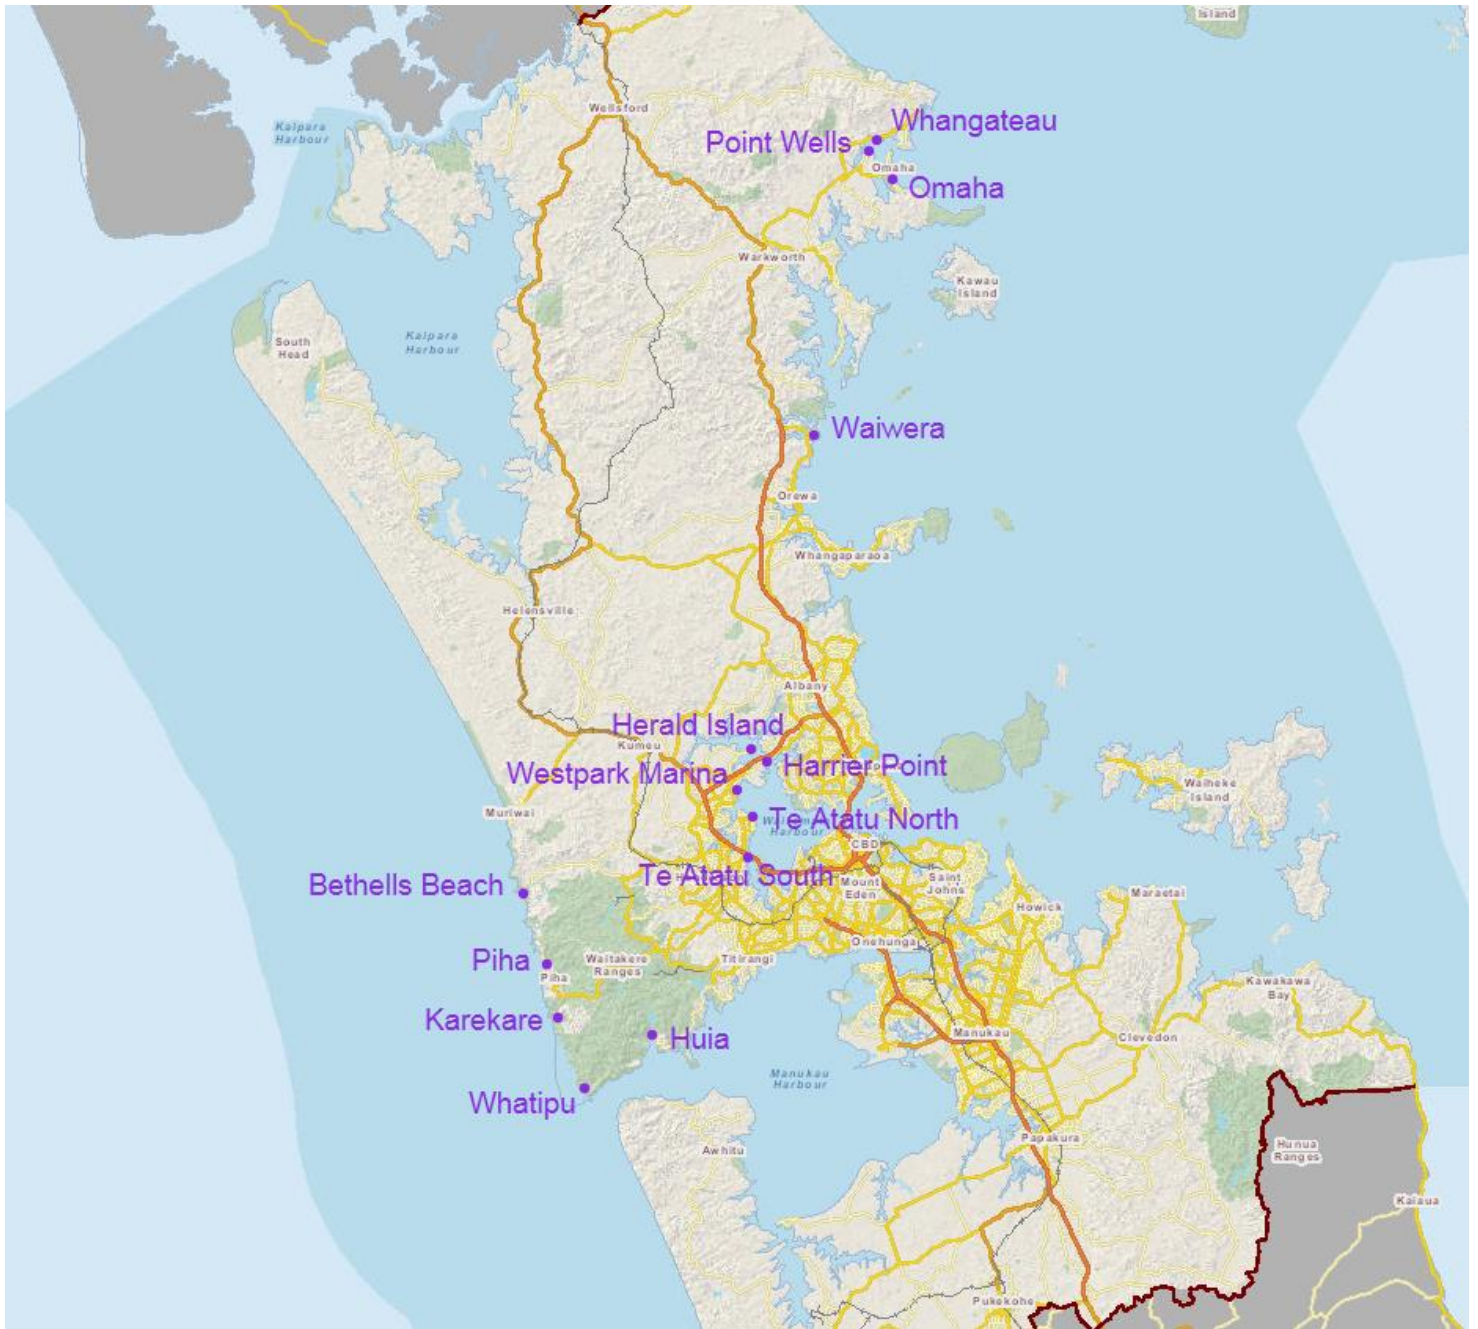 Island
Wellsford
Kaipara
Harbour
Whangateau
Point Wells
Omaha
Omaha
Warkworth
Kawau
Island
Kaipara
Harbour
South
Head
Waiwera
Orewa
Whangaparaoa
Helensville
Albany
Herald Island
Kumeu
Harrier Point
Westpark Marina
Waiheke
Island
Muriwai
Te Atatu North
Harbour
CBD
Te Atatu South
Mount
Eden
Saint
Johns
Bethells Beach
Maraetai
Howick
Onehunga
Piha
Waitakere
Ranges
Titirangi
Piha
Kawakawa
Bay
Karekare
Huia
Manukau
Clevedon
Manukau
Harbour
Whatipu
Papakura
Awhitu
Hunua
Ranges
Kaiaua
Pukekohe